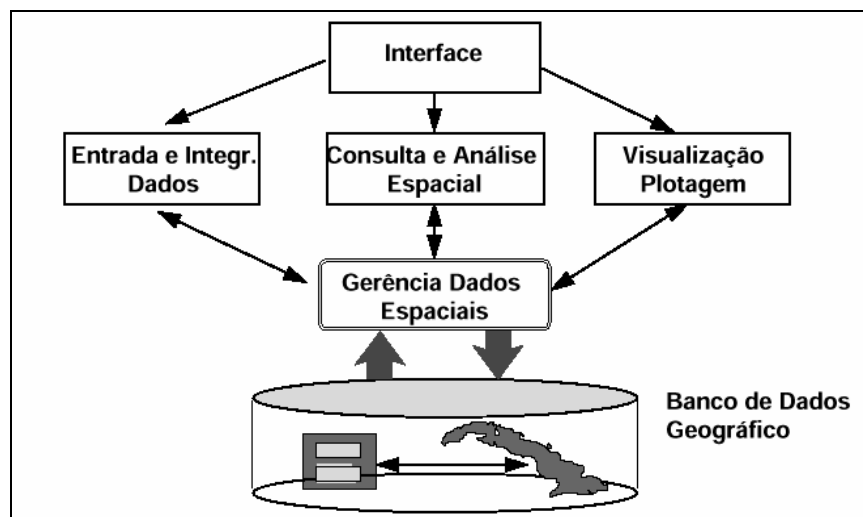 Interface
Entrada e Integr.
Dados
Consulta e Análise
Espacial
Visualização
Plotagem
Gerência Dados
Espaciais
Banco de Dados
Geográfico